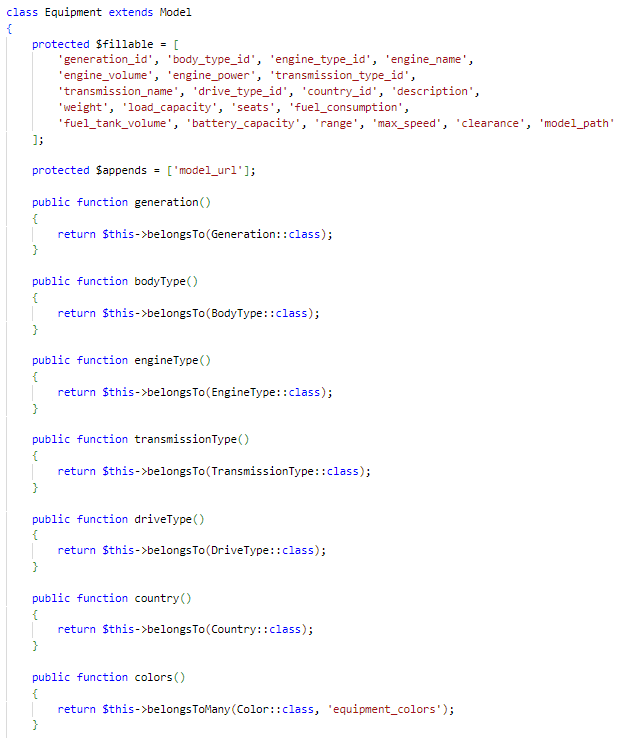 class Equipment extends Model
{
    protected $fillable = [
        'generation_id', 'body_type_id', 'engine_type_id', 'engine_name',
        'engine_volume', 'engine_power', 'transmission_type_id',
        'transmission_name', 'drive_type_id', 'country_id', 'description',
        'weight', 'load_capacity', 'seats', 'fuel_consumption',
        'fuel_tank_volume', 'battery_capacity', 'range', 'max_speed', 'clearance', 'model_path'
    ];

    protected $appends = ['model_url'];

    public function generation()
    {
        return $this->belongsTo(Generation::class);
    }

    public function bodyType()
    {
        return $this->belongsTo(BodyType::class);
    }

    public function engineType()
    {
        return $this->belongsTo(EngineType::class);
    }

    public function transmissionType()
    {
        return $this->belongsTo(TransmissionType::class);
    }

    public function driveType()
    {
        return $this->belongsTo(DriveType::class);
    }

    public function country()
    {
        return $this->belongsTo(Country::class);
    }

    public function colors()
    {
        return $this->belongsToMany(Color::class, 'equipment_colors');
    }